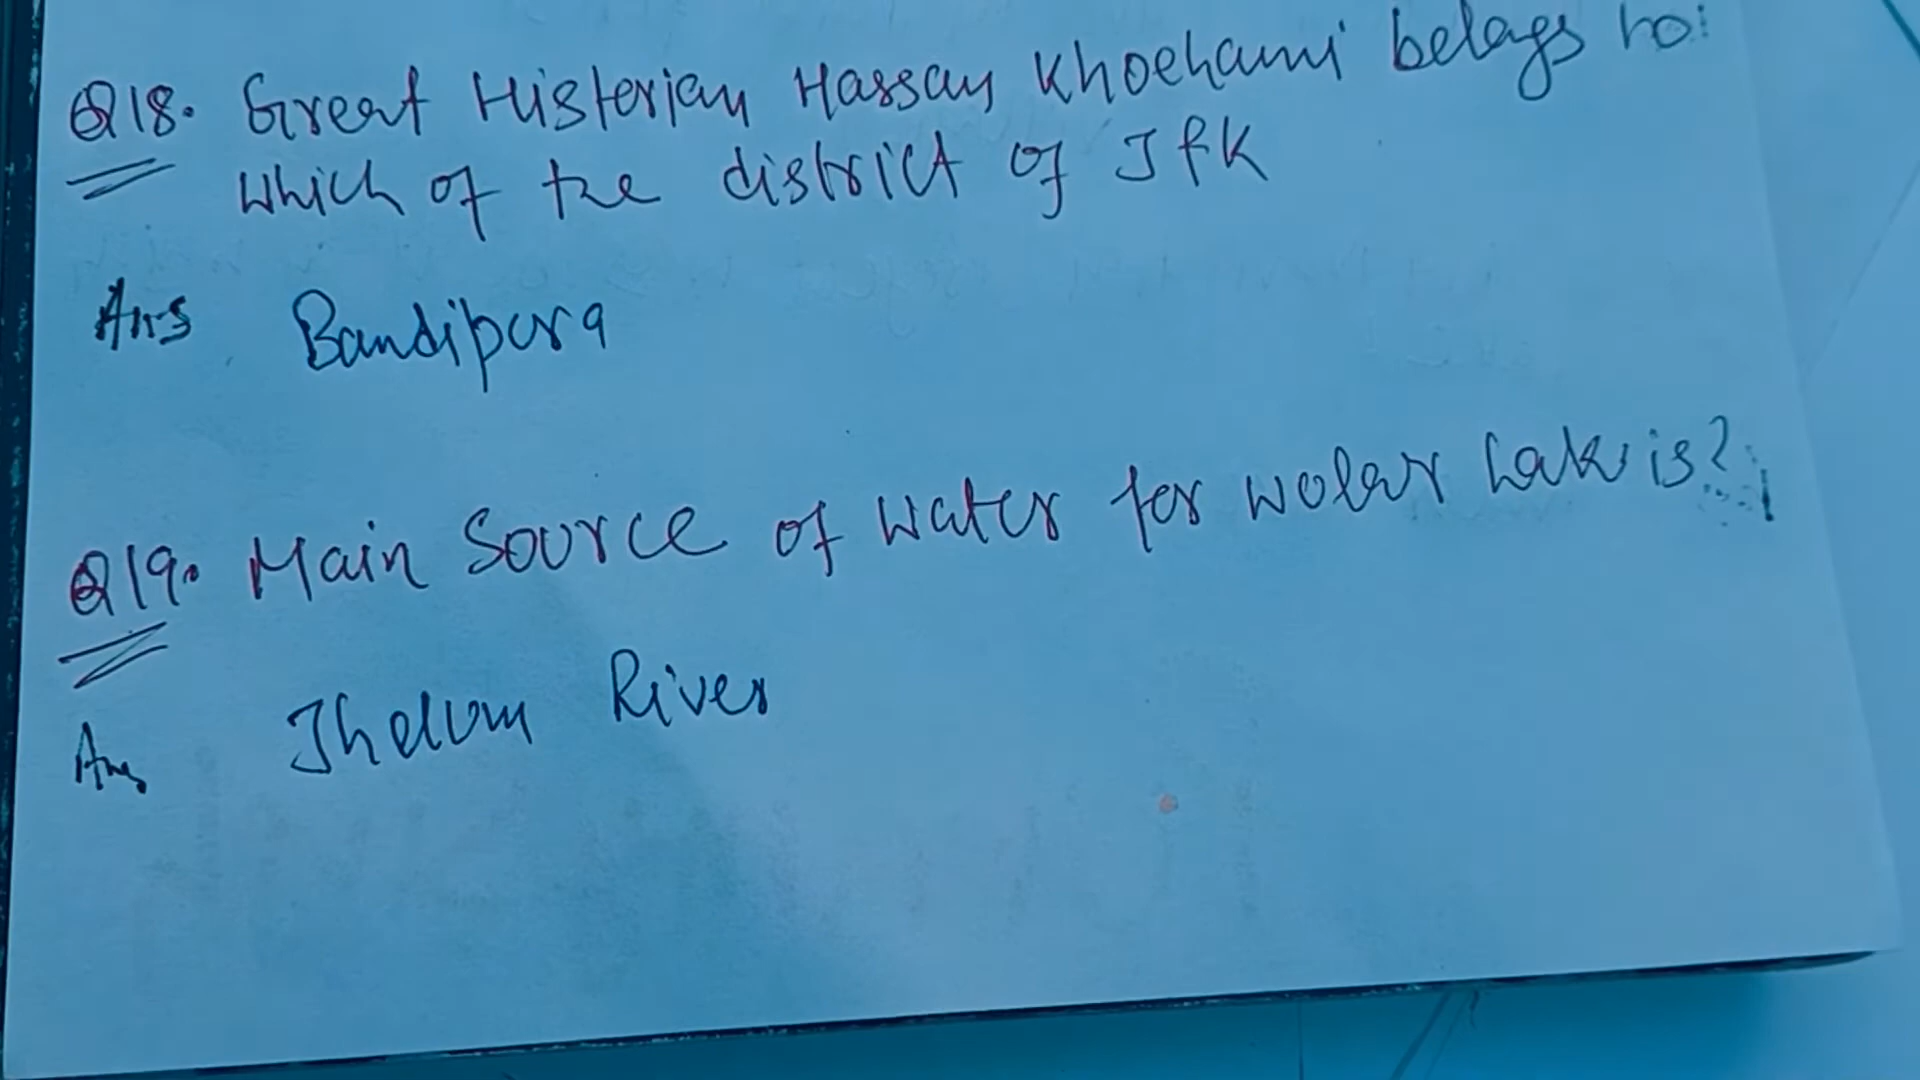 Q18. Great Historian Hassan Khoehami belongs to:
which of the district of J&K
Ans Bandipora
Q19. Main Source of water for wolar Lake is?
Ans Jhelum River